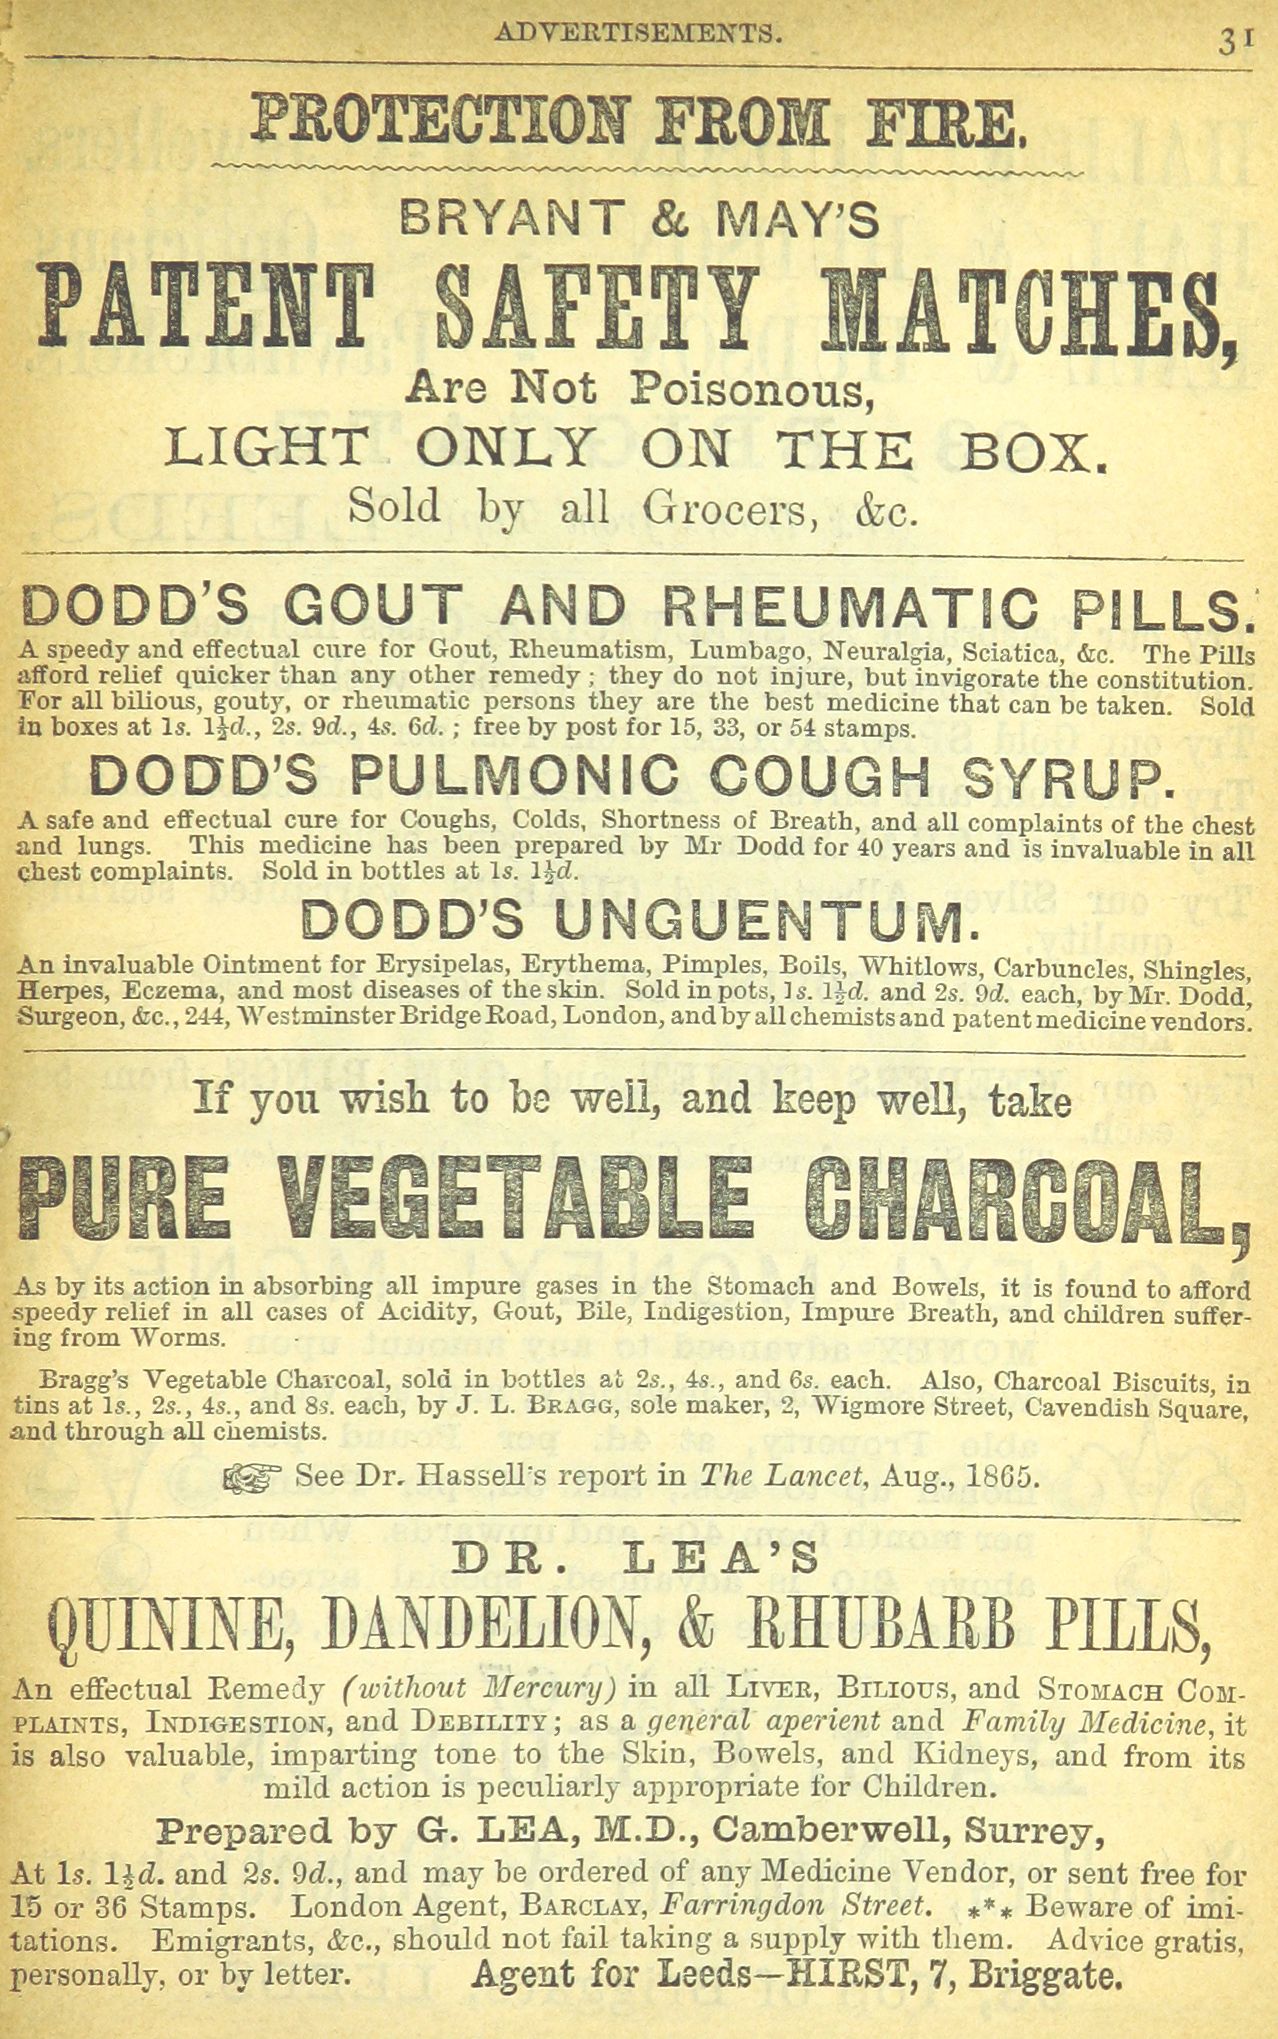 ADVERTISEMENTS. 31
PROTECTION FROM FIRE.
BRYANT & MAY'S
PATENT SAFETY MATCHES,
Are Not Poisonous,
LIGHT ONLY ON THE BOX.
Sold by all Grocers, &c.
DODD'S GOUT AND RHEUMATIC PILLS.
A speedy and effectual cure for Gout, Rheumatism, Lumbago, Neuralgia, Sciatica, &c. The Pills
afford relief quicker than any other remedy; they do not injure, but invigorate the constitution.
For all bilious, gouty, or rheumatic persons they are the best medicine that can be taken. Sold
in boxes at 1s. 1½d., 2s. 9d., 4s. 6d.; free by post for 15, 33, or 54 stamps.
DODD'S PULMONIC COUGH SYRUP.
A safe and effectual cure for Coughs, Colds, Shortness of Breath, and all complaints of the chest
and lungs. This medicine has been prepared by Mr Dodd for 40 years and is invaluable in all
chest complaints. Sold in bottles at 1s. 1½d.
DODD'S UNGUENTUM.
An invaluable Ointment for Erysipelas, Erythema, Pimples, Boils, Whitlows, Carbuncles, Shingles,
Herpes, Eczema, and most diseases of the skin. Sold in pots, 1s. 1½d. and 2s. 9d. each, by Mr. Dodd,
Surgeon, &c., 244, Westminster Bridge Road, London, and by all chemists and patent medicine vendors.
If you wish to be well, and keep well, take
PURE VEGETABLE CHARCOAL,
As by its action in absorbing all impure gases in the Stomach and Bowels, it is found to afford
speedy relief in all cases of Acidity, Gout, Bile, Indigestion, Impure Breath, and children suffer-
ing from Worms.
Bragg's Vegetable Charcoal, sold in bottles at 2s., 4s., and 6s. each. Also, Charcoal Biscuits, in
tins at 1s., 2s., 4s., and 8s. each, by J. L. BRAGG, sole maker, 2, Wigmore Street, Cavendish Square,
and through all chemists.
☞ See Dr. Hassell's report in The Lancet, Aug., 1865.
DR. LEA'S
QUININE, DANDELION, & RHUBARB PILLS,
An effectual Remedy (without Mercury) in all LIVER, BILIOUS, and STOMACH COM-
PLAINTS, INDIGESTION, and DEBILITY; as a general aperient and Family Medicine, it
is also valuable, imparting tone to the Skin, Bowels, and Kidneys, and from its
mild action is peculiarly appropriate for Children.
Prepared by G. LEA, M.D., Camberwell, Surrey,
At 1s. 1½d. and 2s. 9d., and may be ordered of any Medicine Vendor, or sent free for
15 or 36 Stamps. London Agent, BARCLAY, Farringdon Street. *** Beware of imi-
tations. Emigrants, &c., should not fail taking a supply with them. Advice gratis,
personally, or by letter. Agent for Leeds—HIRST, 7, Briggate.